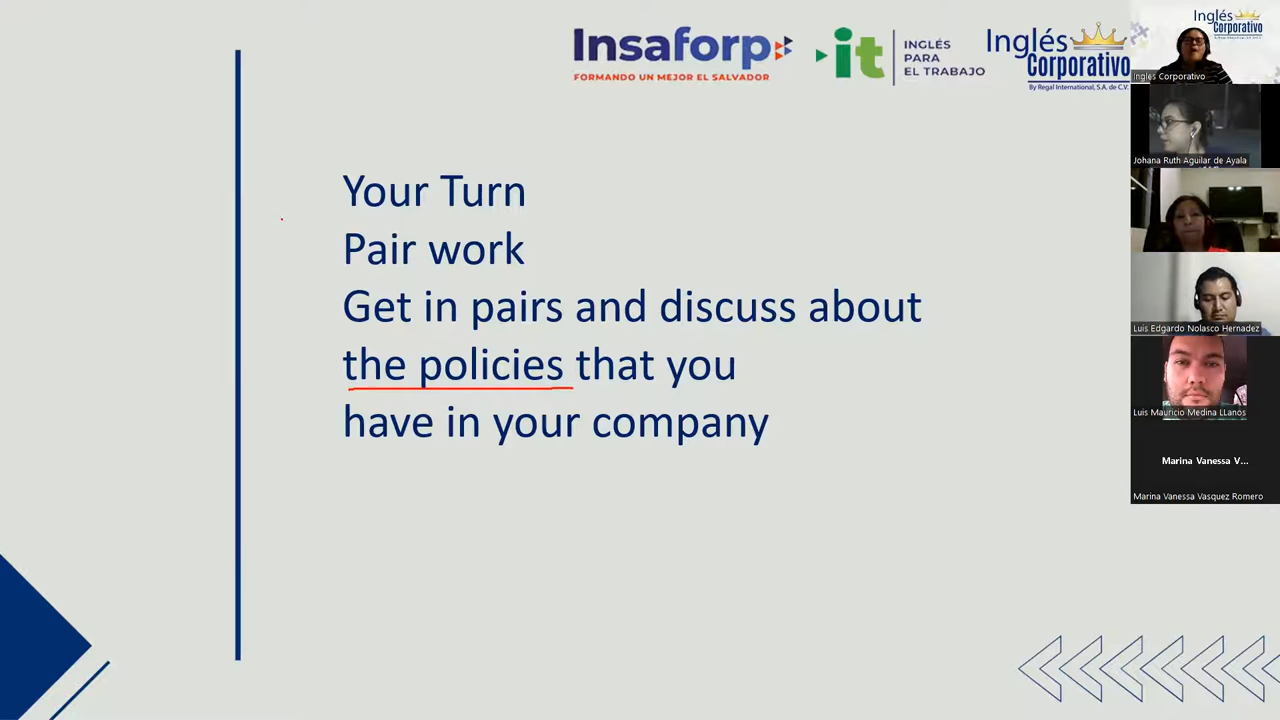 Insaforp
FORMANDO UN MEJOR EL SALVADOR
it
INGLÉS
PARA
EL TRABAJO
Inglés
Corporativo
By Regal International, S.A. de C.V.
Your Turn
Pair work
Get in pairs and discuss about
the policies that you
have in your company
Inglés
Corporativo
Ingles Corporativo
Johana Ruth Aguilar de Ayala
Luis Edgardo Nolasco Hernadez
Luis Mauricio Medina LLanos
Marina Vanessa V...
Marina Vanessa Vasquez Romero